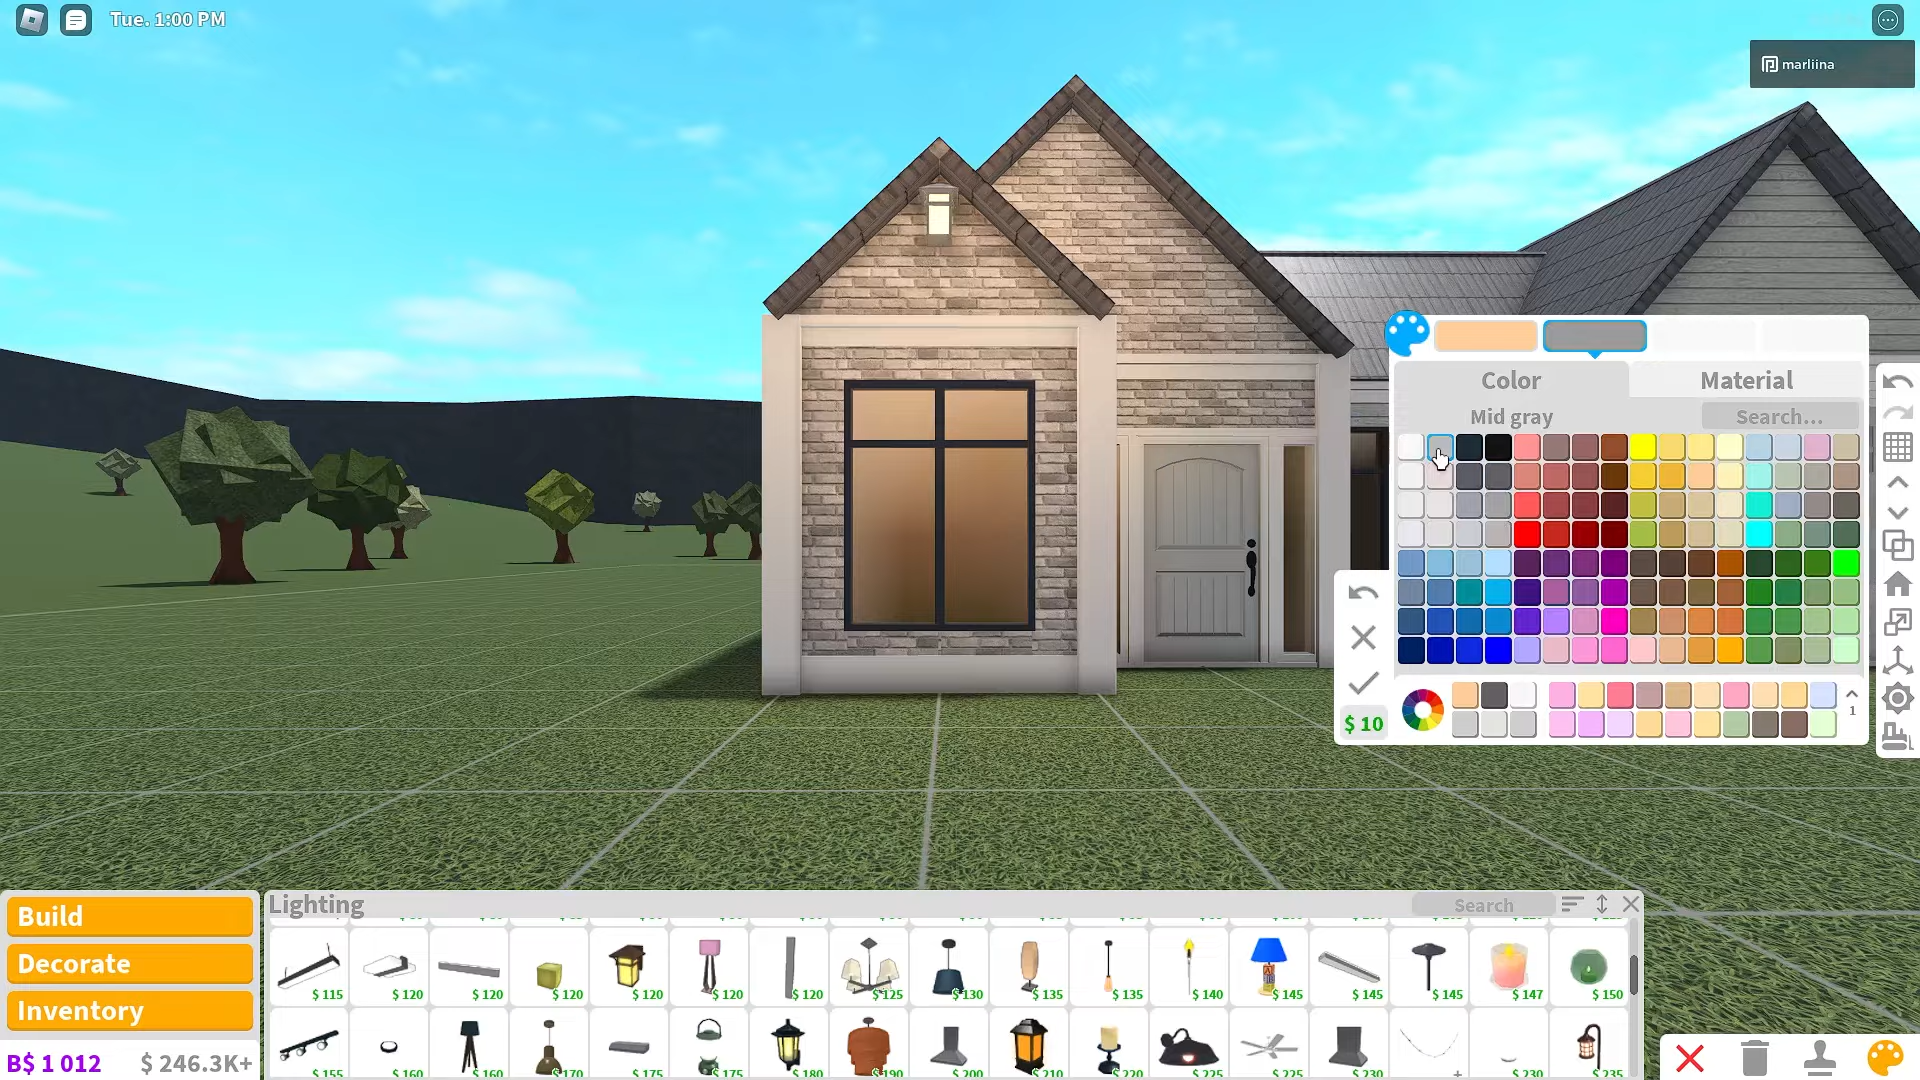 Tue. 1:00 PM
marliina
Color
Material
Mid gray
Search...
1
$ 10
Build
Decorate
Inventory
B$ 1 012
$ 246.3K+
Lighting
Search
$ 115
$ 120
$ 120
$ 120
$ 120
$ 120
$ 120
$ 125
$ 130
$ 135
$ 135
$ 140
$ 145
$ 145
$ 145
$ 147
$ 150
$ 155
$ 160
$ 160
$ 170
$ 175
$ 175
$ 180
$ 190
$ 200
$ 210
$ 220
$ 225
$ 225
$ 230
$ 230
$ 235